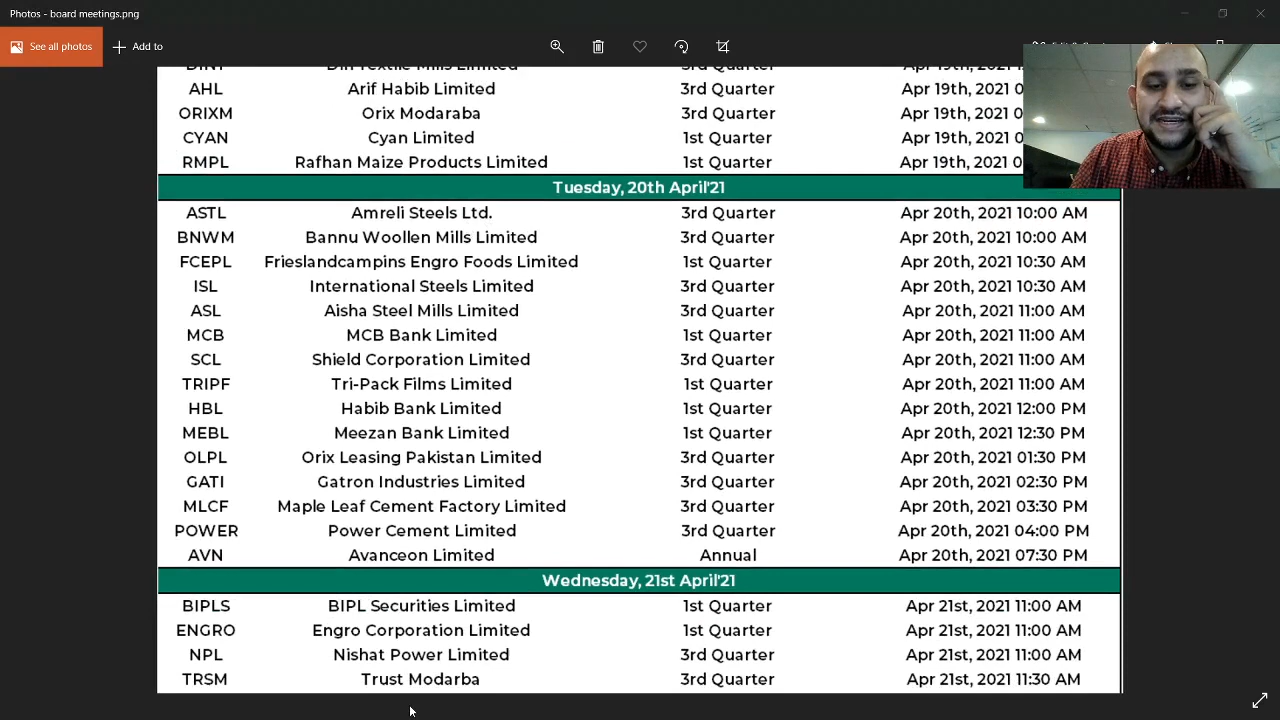 Photos - board meetings.png
See all photos Add to
Textile Mills Limited
AHL Arif Habib Limited 3rd Quarter Apr 19th, 2021
ORIXM Orix Modaraba 3rd Quarter Apr 19th, 2021
CYAN Cyan Limited 1st Quarter Apr 19th, 2021
RMPL Rafhan Maize Products Limited 1st Quarter Apr 19th, 2021
Tuesday, 20th April'21
ASTL Amreli Steels Ltd. 3rd Quarter Apr 20th, 2021 10:00 AM
BNWM Bannu Woollen Mills Limited 3rd Quarter Apr 20th, 2021 10:00 AM
FCEPL Frieslandcampins Engro Foods Limited 1st Quarter Apr 20th, 2021 10:30 AM
ISL International Steels Limited 3rd Quarter Apr 20th, 2021 10:30 AM
ASL Aisha Steel Mills Limited 3rd Quarter Apr 20th, 2021 11:00 AM
MCB MCB Bank Limited 1st Quarter Apr 20th, 2021 11:00 AM
SCL Shield Corporation Limited 3rd Quarter Apr 20th, 2021 11:00 AM
TRIPF Tri-Pack Films Limited 1st Quarter Apr 20th, 2021 11:00 AM
HBL Habib Bank Limited 1st Quarter Apr 20th, 2021 12:00 PM
MEBL Meezan Bank Limited 1st Quarter Apr 20th, 2021 12:30 PM
OLPL Orix Leasing Pakistan Limited 3rd Quarter Apr 20th, 2021 01:30 PM
GATI Gatron Industries Limited 3rd Quarter Apr 20th, 2021 02:30 PM
MLCF Maple Leaf Cement Factory Limited 3rd Quarter Apr 20th, 2021 03:30 PM
POWER Power Cement Limited 3rd Quarter Apr 20th, 2021 04:00 PM
AVN Avanceon Limited Annual Apr 20th, 2021 07:30 PM
Wednesday, 21st April'21
BIPLS BIPL Securities Limited 1st Quarter Apr 21st, 2021 11:00 AM
ENGRO Engro Corporation Limited 1st Quarter Apr 21st, 2021 11:00 AM
NPL Nishat Power Limited 3rd Quarter Apr 21st, 2021 11:00 AM
TRSM Trust Modarba 3rd Quarter Apr 21st, 2021 11:30 AM